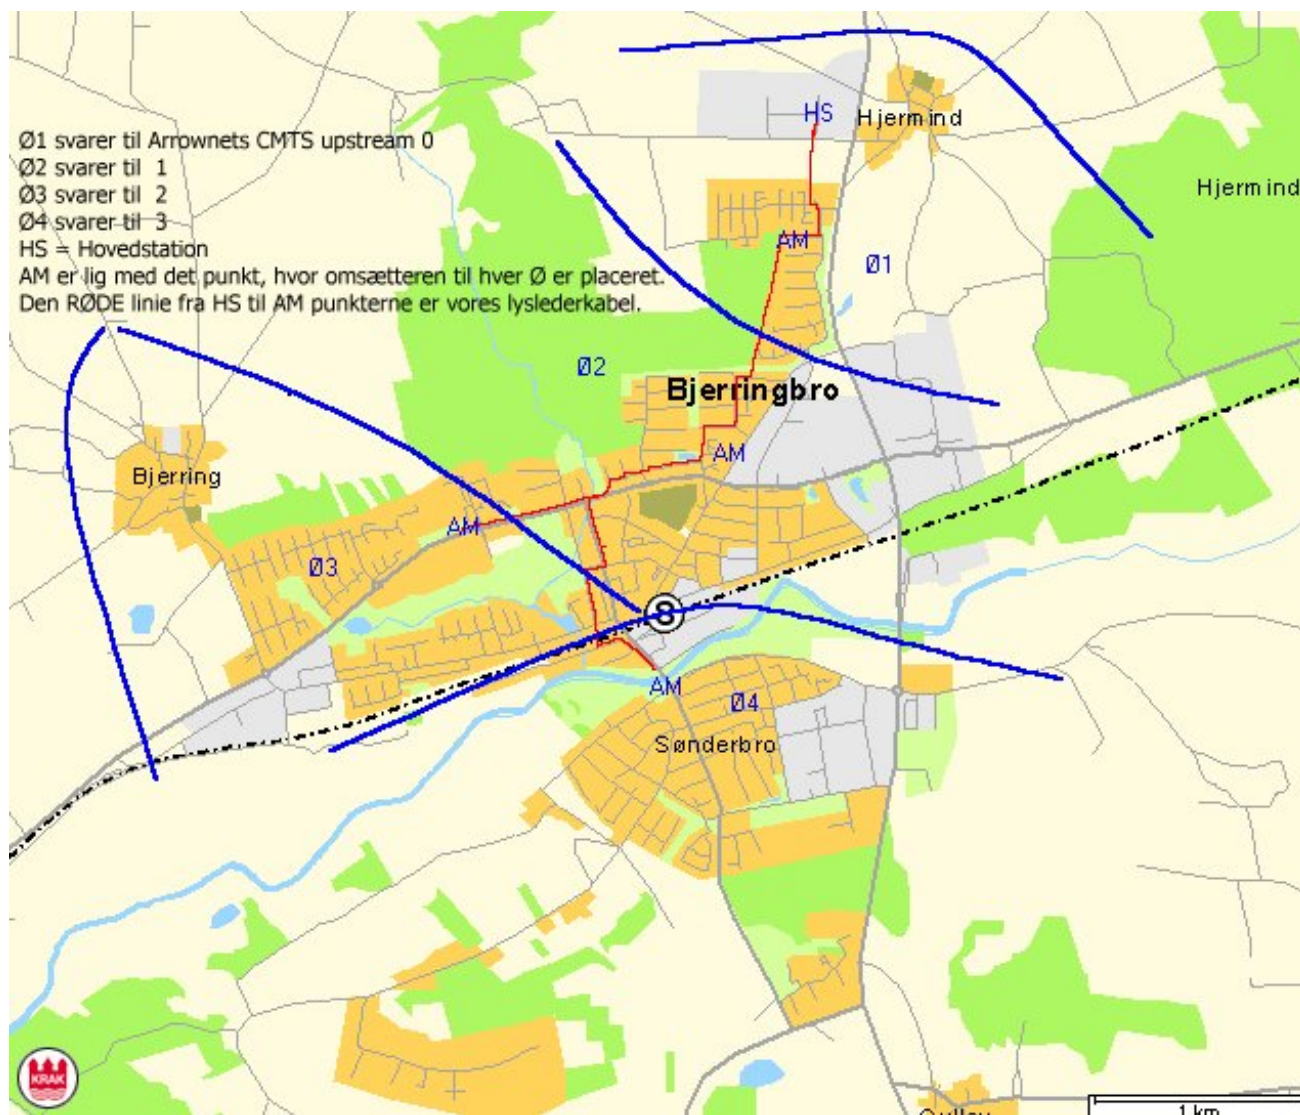 HS
Hjermind
Ø1 svarer til Arrownets CMTS upstream 0
Ø2 svarer til 1
Ø3 svarer til 2
Ø4 svarer til 3
HS = Hovedstation
AM er lig med det punkt, hvor omsætteren til hver Ø er placeret.
Den RØDE linie fra HS til AM punkterne er vores lyslederkabel.
Hjermind
AM
Ø1
Ø2
Bjerringbro
AM
Bjerring
AM
Ø3
S
AM
Ø4
Sønderbro
KRAK
1 km